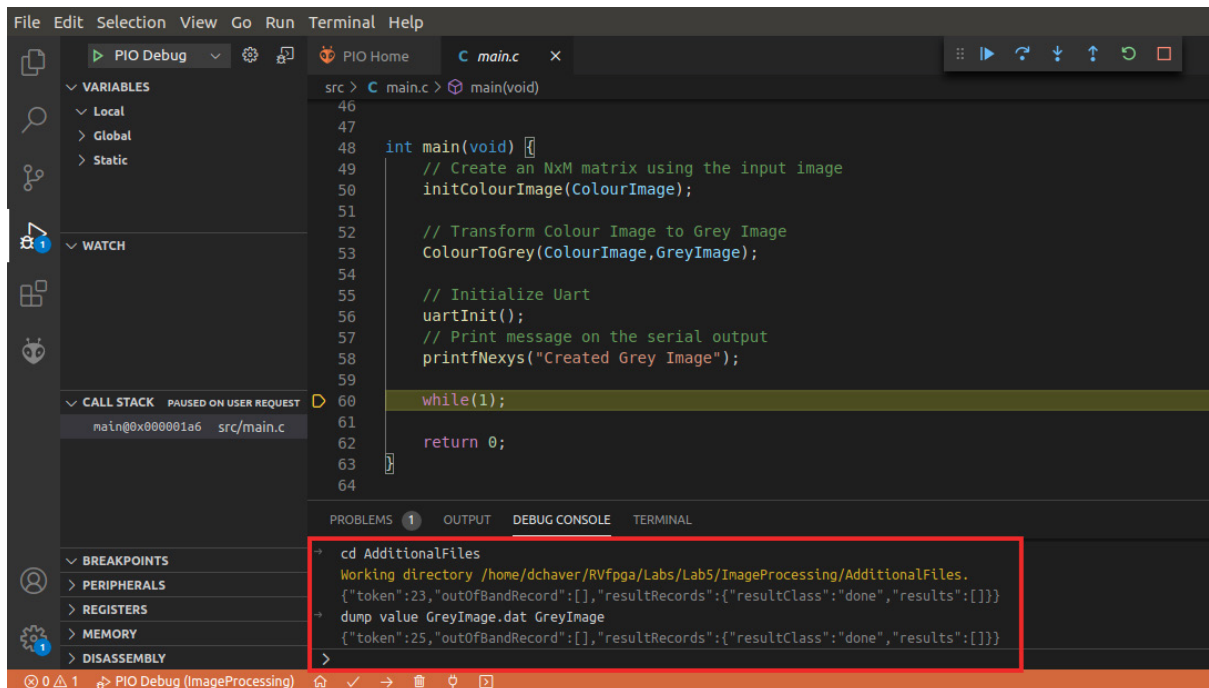 File Edit Selection View Go Run Terminal Help
PIO Debug
PIO Home
C main.c ×
VARIABLES
Local
Global
Static
WATCH
1
CALL STACK PAUSED ON USER REQUEST
main@0x000001a6 src/main.c
BREAKPOINTS
PERIPHERALS
REGISTERS
MEMORY
DISASSEMBLY
1
src > C main.c > main(void)
46
47
48 int main(void) {
49 // Create an NxM matrix using the input image
50 initColourImage(ColourImage);
51
52 // Transform Colour Image to Grey Image
53 ColourToGrey(ColourImage,GreyImage);
54
55 // Initialize Uart
56 uartInit();
57 // Print message on the serial output
58 printfNexys("Created Grey Image");
59
60 while(1);
61
62 return 0;
63 }
64
PROBLEMS 1 OUTPUT DEBUG CONSOLE TERMINAL
→ cd AdditionalFiles
Working directory /home/dchaver/RVfpga/Labs/Lab5/ImageProcessing/AdditionalFiles.
{"token":23,"outOfBandRecord":[],"resultRecords":{"resultClass":"done","results":[]}}
→ dump value GreyImage.dat GreyImage
{"token":25,"outOfBandRecord":[],"resultRecords":{"resultClass":"done","results":[]}}
>
0 1 PIO Debug (ImageProcessing)